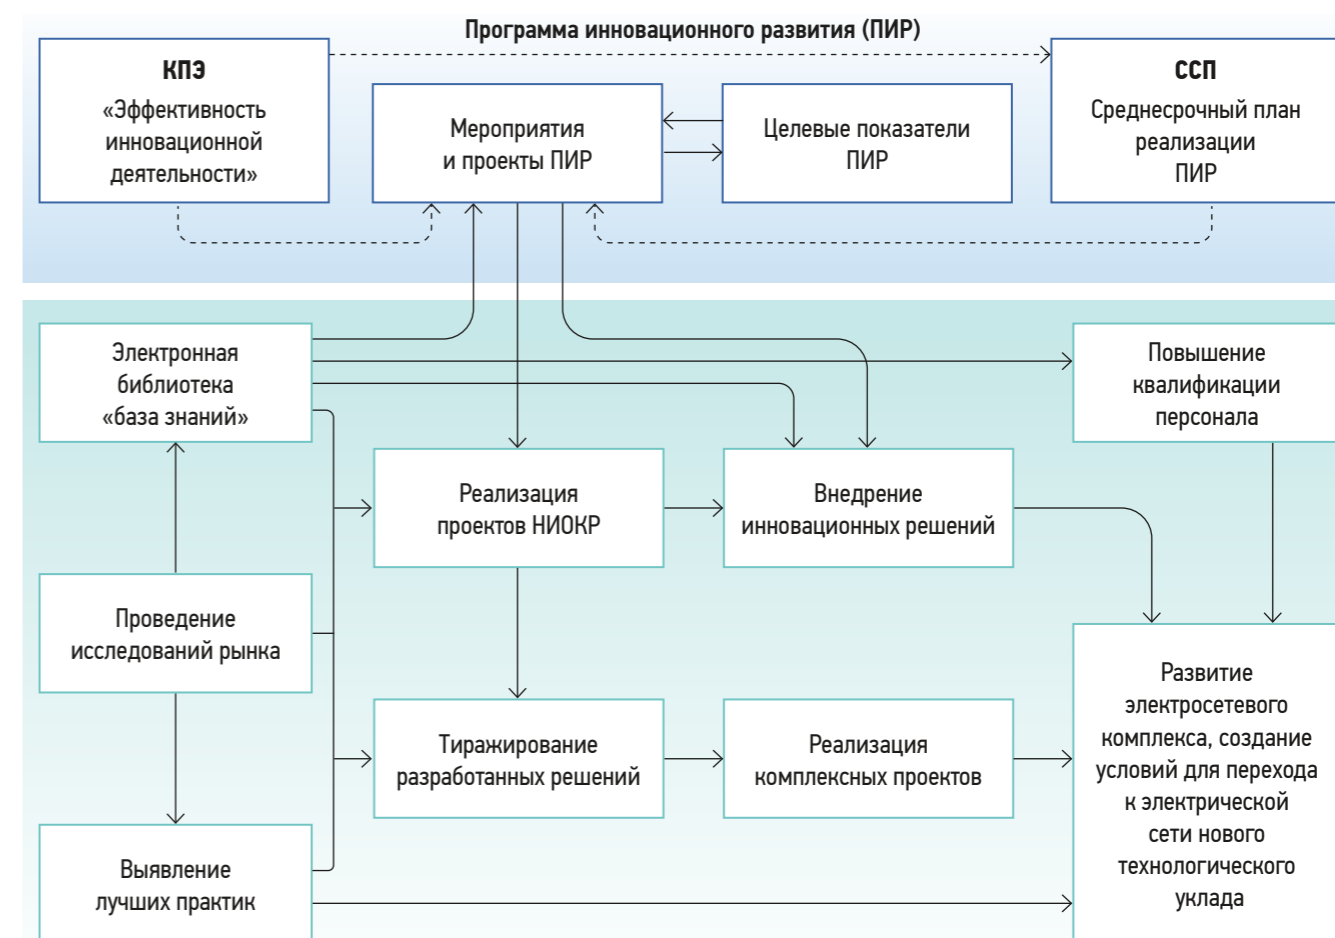 Программа инновационного развития (ПИР)
КПЭ
«Эффективность
инновационной
деятельности»
Мероприятия
и проекты ПИР
Целевые показатели
ПИР
ССП
Среднесрочный план
реализации
ПИР
Электронная
библиотека
«база знаний»
Повышение
квалификации
персонала
Реализация
проектов НИОКР
Внедрение
инновационных решений
Проведение
исследований рынка
Тиражирование
разработанных решений
Реализация
комплексных проектов
Развитие
электросетевого
комплекса, создание
условий для перехода
к электрической
сети нового
технологического
уклада
Выявление
лучших практик